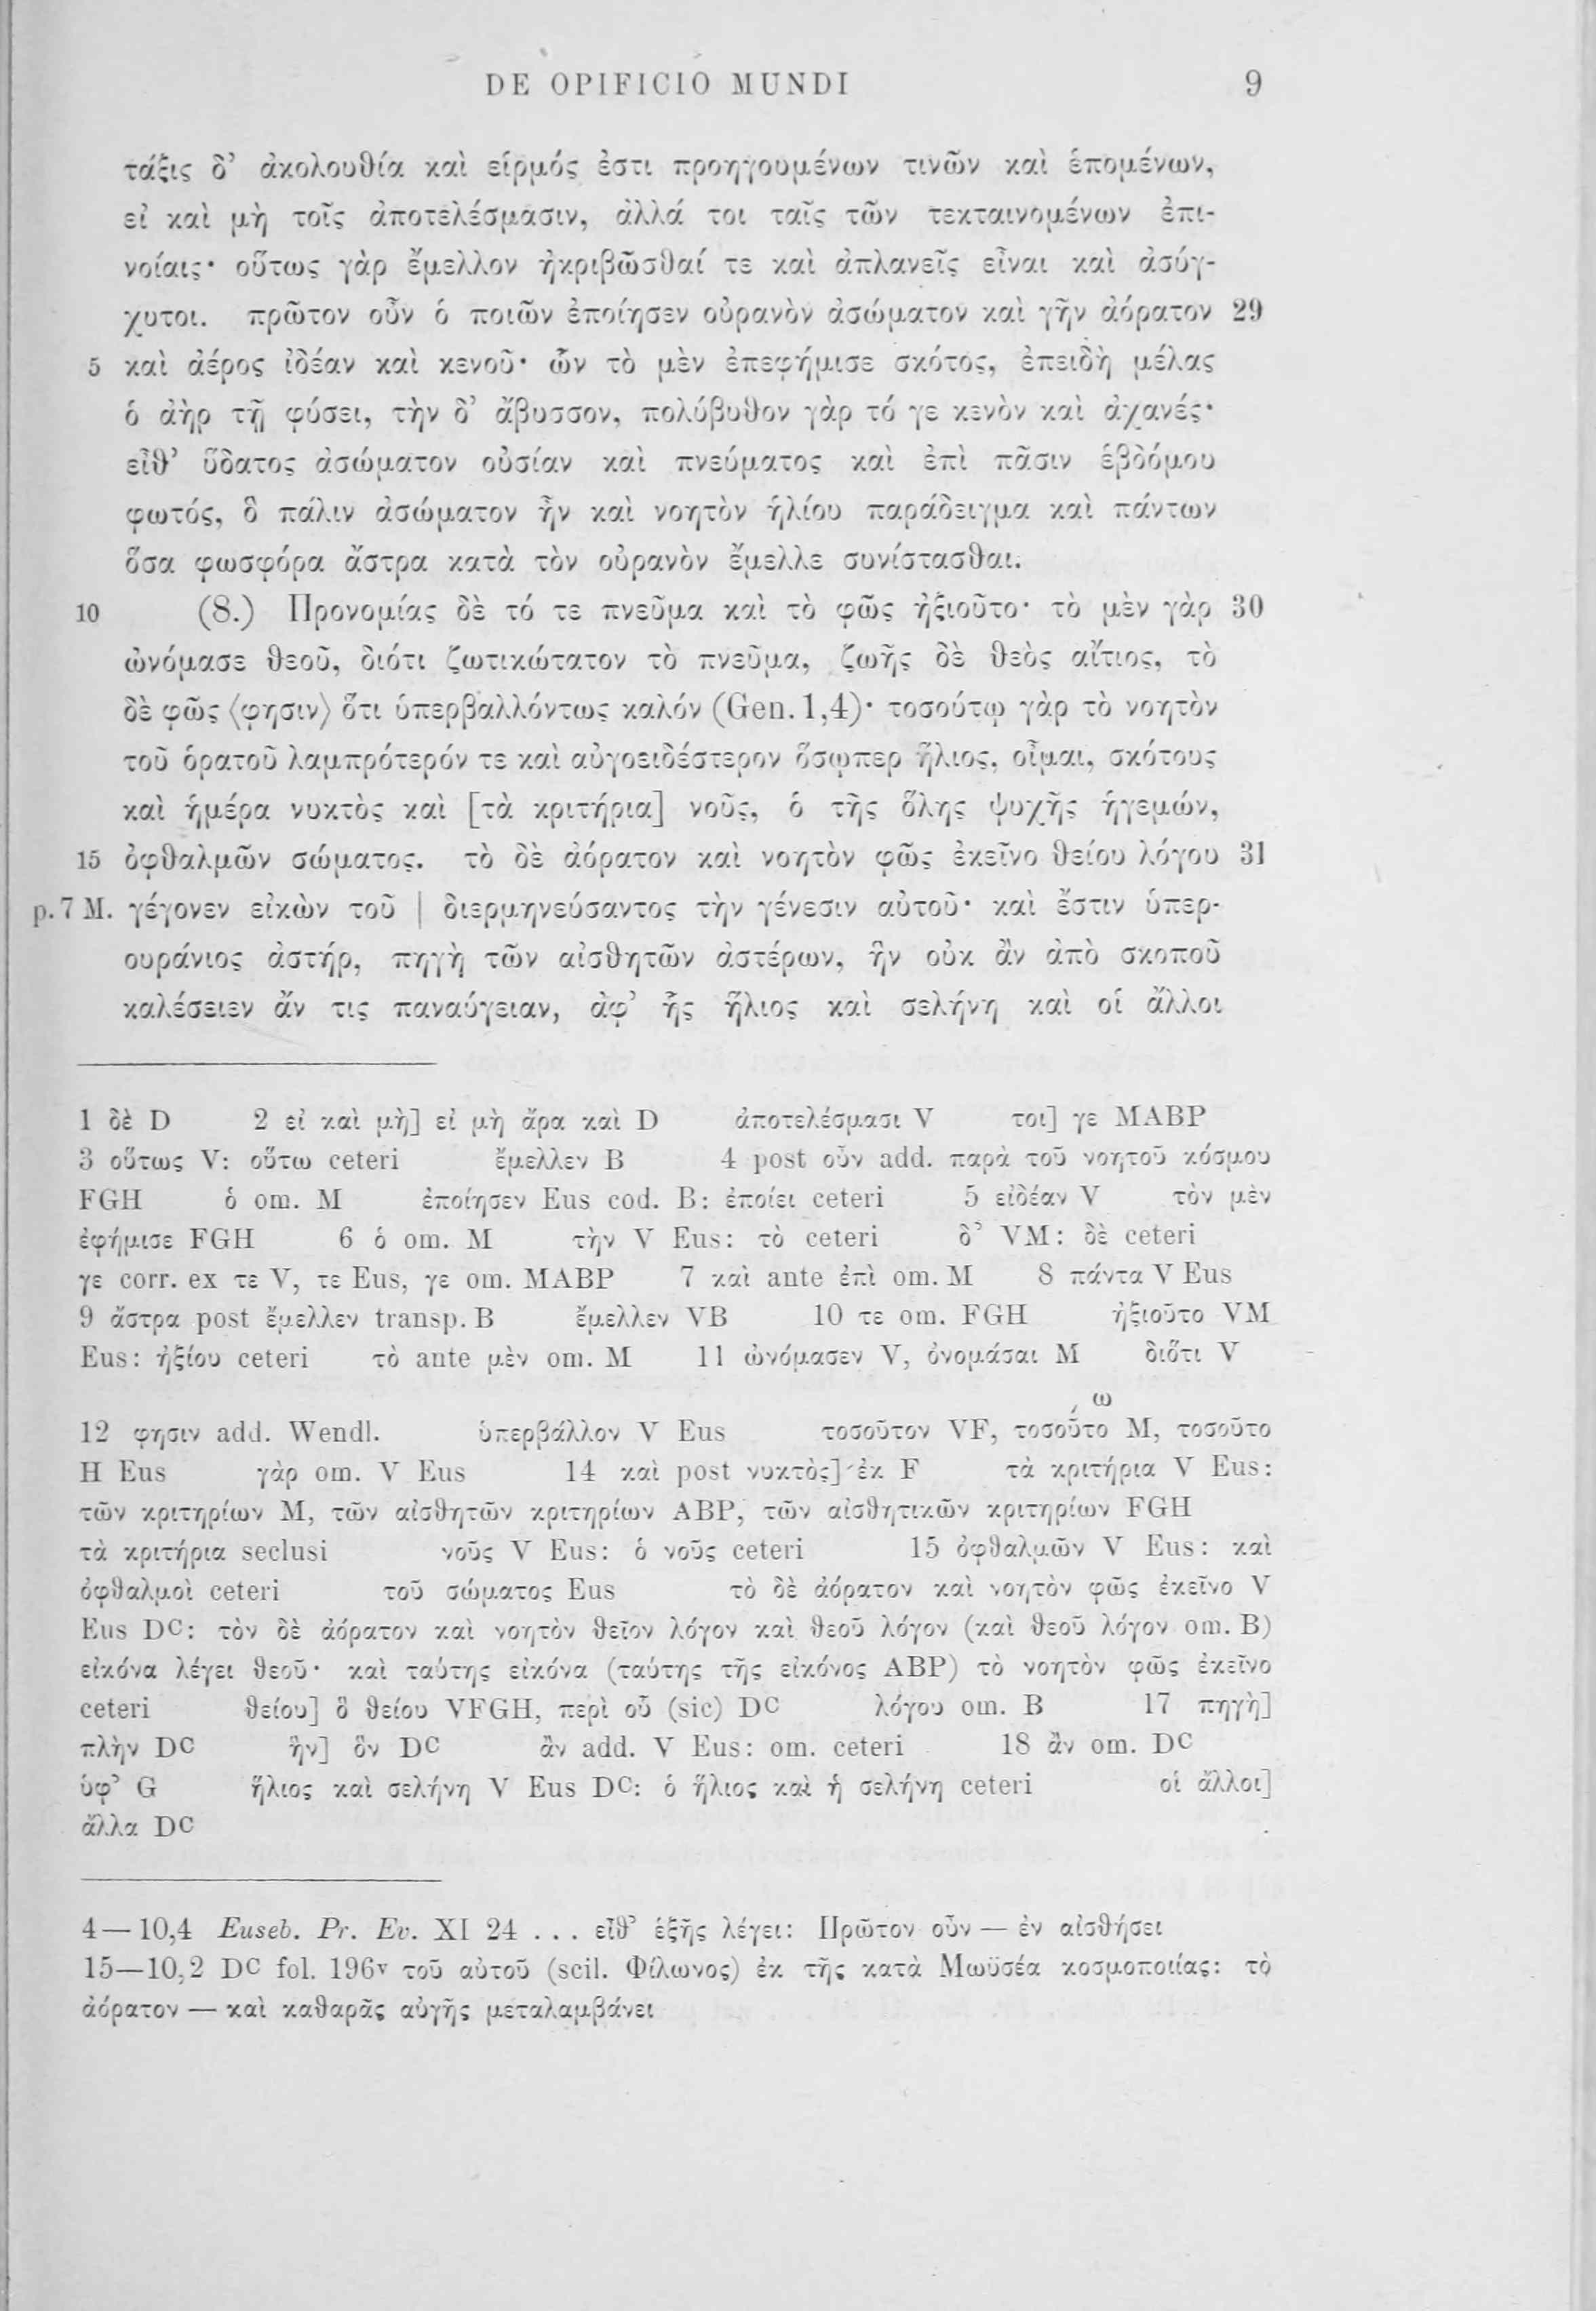 DE OPIFICIO MUNDI 9
τάξις δ’ ἀκολουθία καὶ εἱρμός ἐστι προηγουμένων τινῶν καὶ ἑπομένων,
εἰ καὶ μὴ τοῖς ἀποτελέσμασιν, ἀλλά τοι ταῖς τῶν τεκταινομένων ἐπι-
νοίαις· οὕτως γὰρ ἔμελλον ἠκριβῶσθαί τε καὶ ἀπλανεῖς εἶναι καὶ ἀσύγ-
χυτοι. πρῶτον οὖν ὁ ποιῶν ἐποίησεν οὐρανὸν ἀσώματον καὶ γῆν ἀόρατον 29
5 καὶ ἀέρος ἰδέαν καὶ κενοῦ· ὧν τὸ μὲν ἐπεφήμισε σκότος, ἐπειδὴ μέλας
ὁ ἀὴρ τῇ φύσει, τὴν δ’ ἄβυσσον, πολύβυθον γὰρ τό γε κενὸν καὶ ἀχανές·
εἶθ’ ὕδατος ἀσώματον οὐσίαν καὶ πνεύματος καὶ ἐπὶ πᾶσιν ἑβδόμου
φωτός, ὃ πάλιν ἀσώματον ἦν καὶ νοητὸν ἡλίου παράδειγμα καὶ πάντων
ὅσα φωσφόρα ἄστρα κατὰ τὸν οὐρανὸν ἔμελλε συνίστασθαι.
10 (8.) Προνομίας δὲ τό τε πνεῦμα καὶ τὸ φῶς ἠξιοῦτο· τὸ μὲν γὰρ 30
ὠνόμασε θεοῦ, διότι ζωτικώτατον τὸ πνεῦμα, ζωῆς δὲ θεὸς αἴτιος, τὸ
δὲ φῶς ⟨φησιν⟩ ὅτι ὑπερβαλλόντως καλόν (Gen. 1,4)· τοσούτῳ γὰρ τὸ νοητὸν
τοῦ ὁρατοῦ λαμπρότερόν τε καὶ αὐγοειδέστερον ὅσῳπερ ἥλιος, οἶμαι, σκότους
καὶ ἡμέρα νυκτὸς καὶ [τὰ κριτήρια] νοῦς, ὁ τῆς ὅλης ψυχῆς ἡγεμών,
15 ὀφθαλμῶν σώματος. τὸ δὲ ἀόρατον καὶ νοητὸν φῶς ἐκεῖνο θείου λόγου 31
p. 7 M. γέγονεν εἰκὼν τοῦ | διερμηνεύσαντος τὴν γένεσιν αὐτοῦ· καὶ ἔστιν ὑπερ-
ουράνιος ἀστήρ, πηγὴ τῶν αἰσθητῶν ἀστέρων, ἣν οὐκ ἂν ἀπὸ σκοποῦ
καλέσειεν ἄν τις παναύγειαν, ἀφ’ ἧς ἥλιος καὶ σελήνη καὶ οἱ ἄλλοι
1 δὲ D 2 εἰ καὶ μὴ] εἰ μὴ ἄρα καὶ D ἀποτελέσμασι V τοι] γε MABP
3 οὕτως V: οὕτω ceteri ἔμελλεν B 4 post οὖν add. παρὰ τοῦ νοητοῦ κόσμου
FGH ὁ om. M ἐποίησεν Eus cod. B: ἐποίει ceteri 5 εἰδέαν V τὸν μὲν
ἐφήμισε FGH 6 ὁ om. M τὴν V Eus: τὸ ceteri δ’ VM: δὲ ceteri
γε corr. ex τε V, τε Eus, γε om. MABP 7 καὶ ante ἐπὶ om. M 8 πάντα V Eus
9 ἄστρα post ἔμελλεν transp. B ἔμελλεν VB 10 τε om. FGH ἠξιοῦτο VM
Eus: ἠξίου ceteri τὸ ante μὲν om. M 11 ὠνόμασεν V, ὀνομάσαι M διὅτι V
ω
12 φησιν add. Wendl. ὑπερβάλλον V Eus τοσοῦτον VF, τοσοῦτο M, τοσοῦτο
H Eus γὰρ om. V Eus 14 καὶ post νυκτὸς] ἐκ F τὰ κριτήρια V Eus:
τῶν κριτηρίων M, τῶν αἰσθητῶν κριτηρίων ABP, τῶν αἰσθητικῶν κριτηρίων FGH
τὰ κριτήρια seclusi νοῦς V Eus: ὁ νοῦς ceteri 15 ὀφθαλμῶν V Eus: καὶ
ὀφθαλμοὶ ceteri τοῦ σώματος Eus τὸ δὲ ἀόρατον καὶ νοητὸν φῶς ἐκεῖνο V
Eus Dᶜ: τὸν δὲ ἀόρατον καὶ νοητὸν θεῖον λόγον καὶ θεοῦ λόγον (καὶ θεοῦ λόγον om. B)
εἰκόνα λέγει θεοῦ· καὶ ταύτης εἰκόνα (ταύτης τῆς εἰκόνος ABP) τὸ νοητὸν φῶς ἐκεῖνο
ceteri θείου] ὃ θείου VFGH, περὶ οὗ (sic) Dᶜ λόγου om. B 17 πηγὴ]
πλὴν Dᶜ ἣν] ὃν Dᶜ ἂν add. V Eus: om. ceteri 18 ἂν om. Dᶜ
ὑφ’ G ἥλιος καὶ σελήνη V Eus Dᶜ: ὁ ἥλιος καὶ ἡ σελήνη ceteri οἱ ἄλλοι]
ἄλλα Dᶜ
4—10,4 Euseb. Pr. Ev. XI 24 . . . εἶθ’ ἑξῆς λέγει: Πρῶτον οὖν — ἐν αἰσθήσει
15—10,2 Dᶜ fol. 196ᵛ τοῦ αὐτοῦ (scil. Φίλωνος) ἐκ τῆς κατὰ Μωϋσέα κοσμοποιίας: τὸ
ἀόρατον — καὶ καθαρᾶς αὐγῆς μεταλαμβάνει